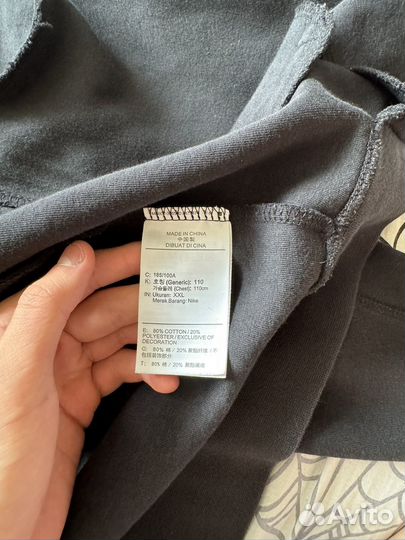 MADE IN CHINA
中国製
DIBUAT DI CINA
C: 185/100A
K: 호칭 (Generic): 110
가슴둘레 (Chest): 110cm
IN: Ukuran: XXL
Merek Barang: Nike
E: 80% COTTON / 20%
POLYESTER / EXCLUSIVE OF
DECORATION
C: 80% 棉 / 20% 聚酯纤维 / 不
包括装饰部分
T: 80% 棉 / 20% 聚酯纖維
Avito